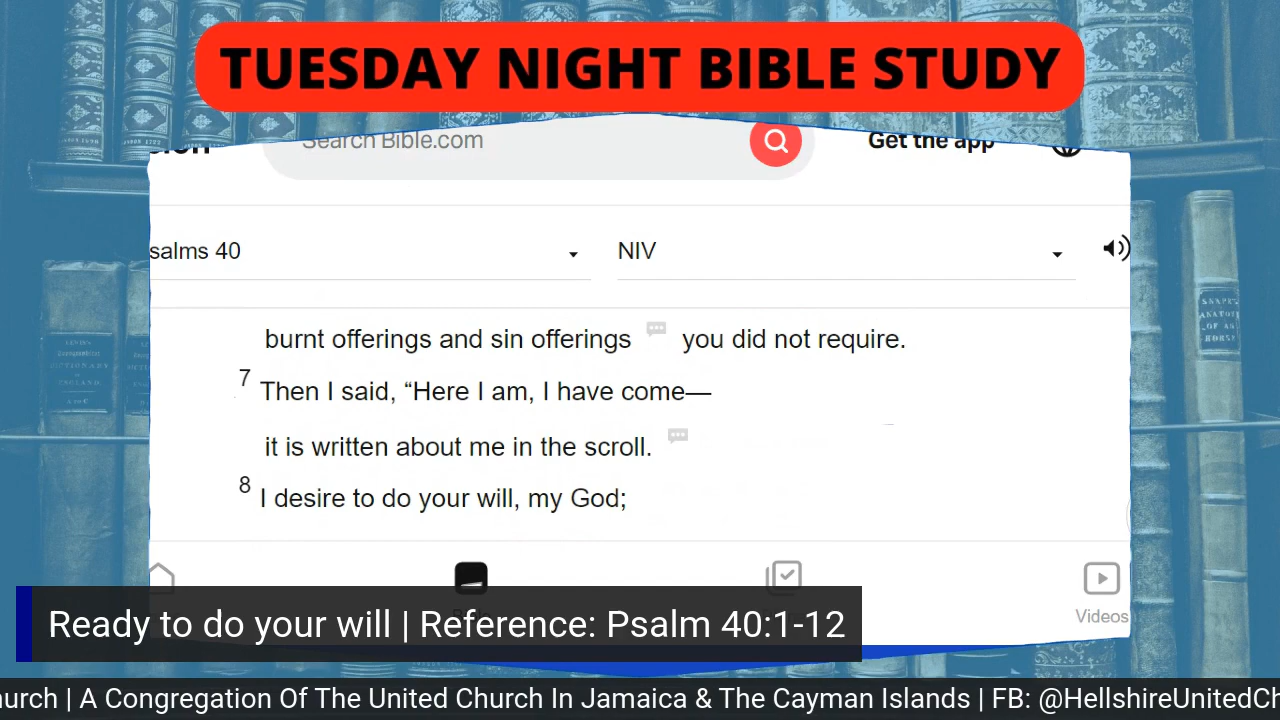 TUESDAY NIGHT BIBLE STUDY
Search Bible.com
Get the app
salms 40
NIV
burnt offerings and sin offerings you did not require.
7 Then I said, “Here I am, I have come—
it is written about me in the scroll.
8 I desire to do your will, my God;
Videos
Ready to do your will | Reference: Psalm 40:1-12
urch | A Congregation Of The United Church In Jamaica & The Cayman Islands | FB: @HellshireUnitedCh